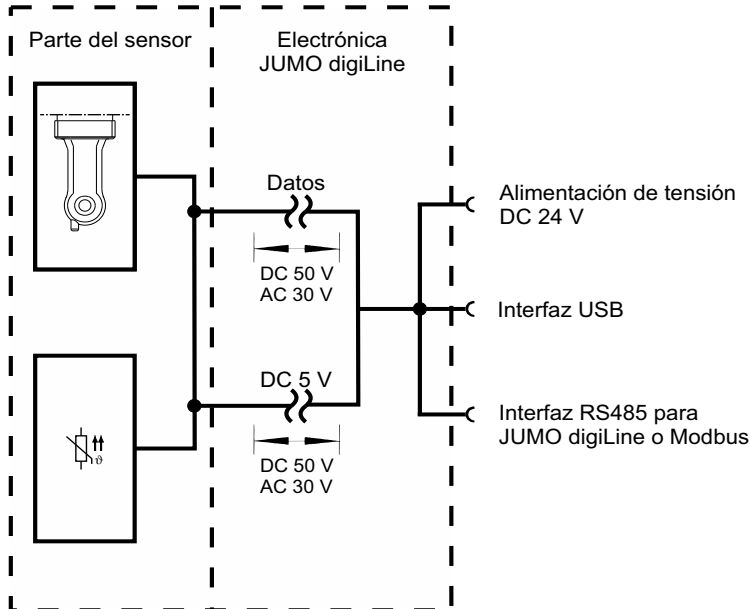 Parte del sensor
Electrónica
JUMO digiLine
Datos
DC 50 V
AC 30 V
DC 5 V
DC 50 V
AC 30 V
ϑ
Alimentación de tensión
DC 24 V
Interfaz USB
Interfaz RS485 para
JUMO digiLine o Modbus